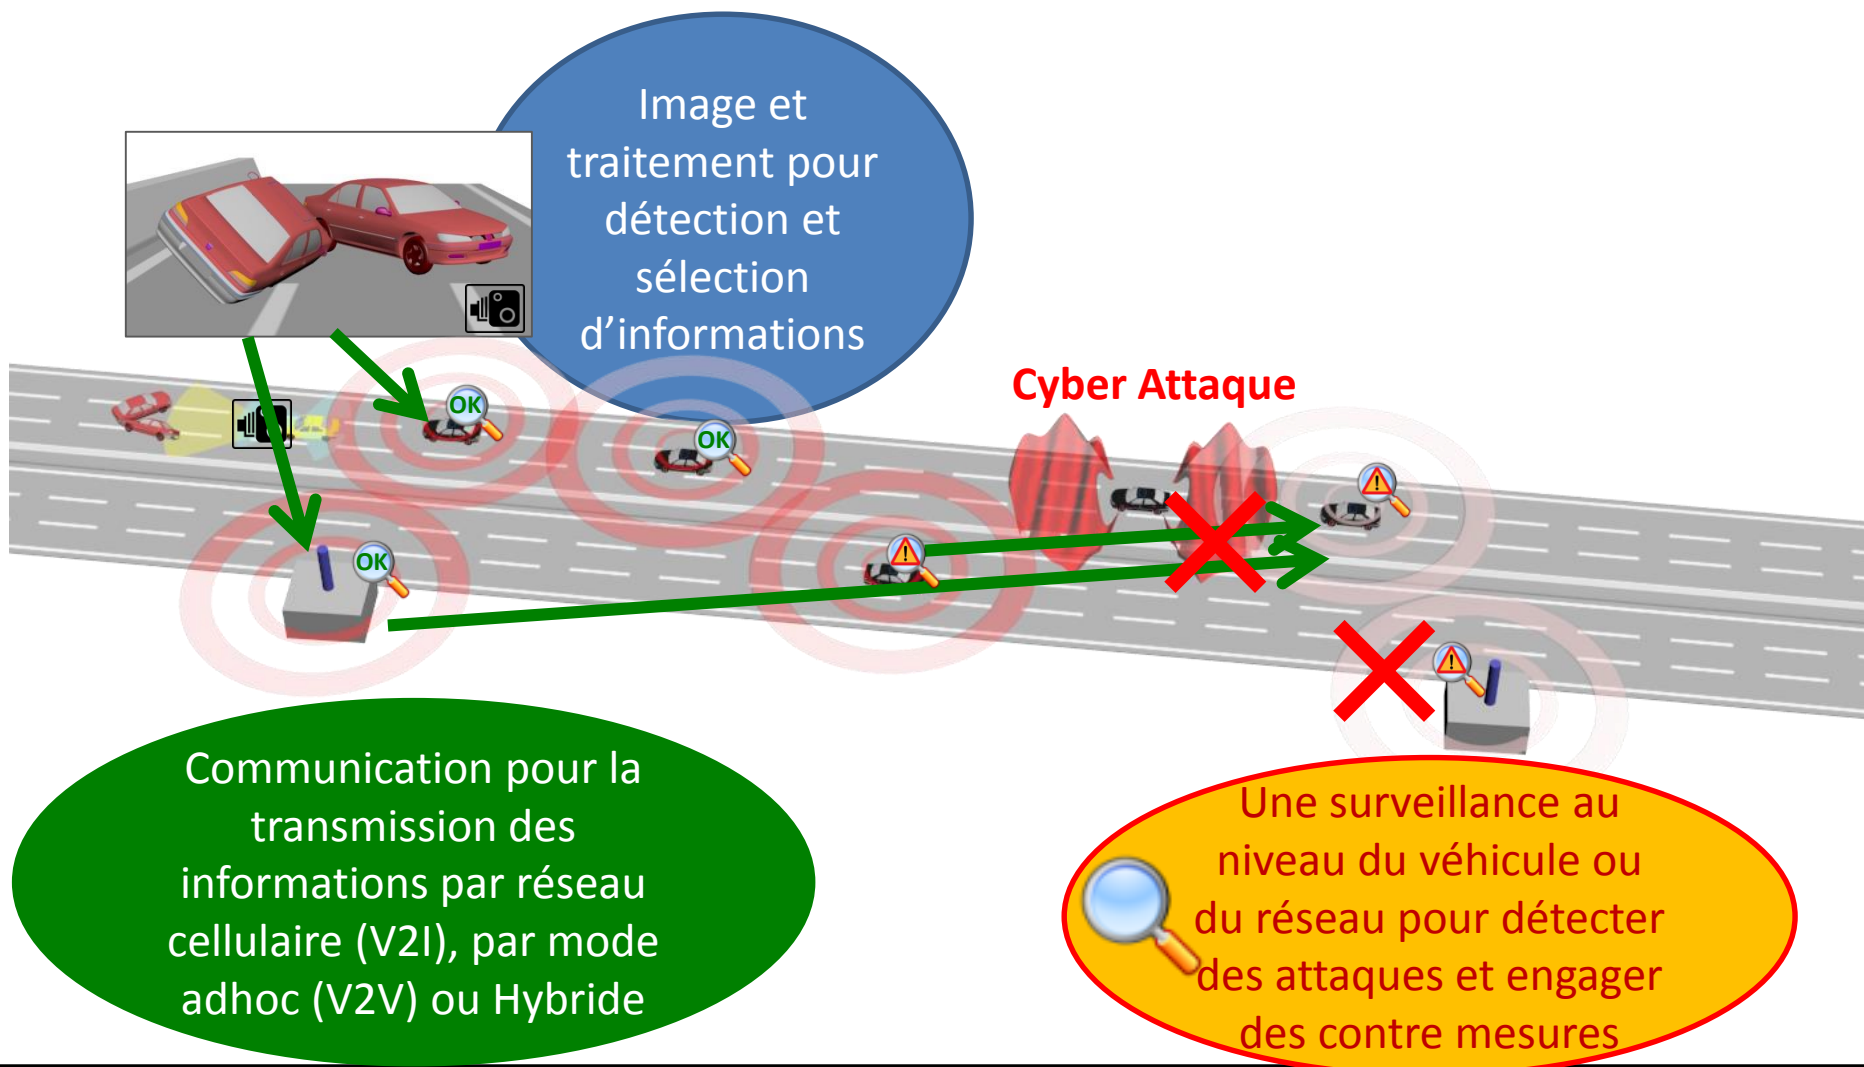 Image et
traitement pour
détection et
sélection
d’informations
Cyber Attaque
OK
OK
OK
Communication pour la
transmission des
informations par réseau
cellulaire (V2I), par mode
adhoc (V2V) ou Hybride
Une surveillance au
niveau du véhicule ou
du réseau pour détecter
des attaques et engager
des contre mesures